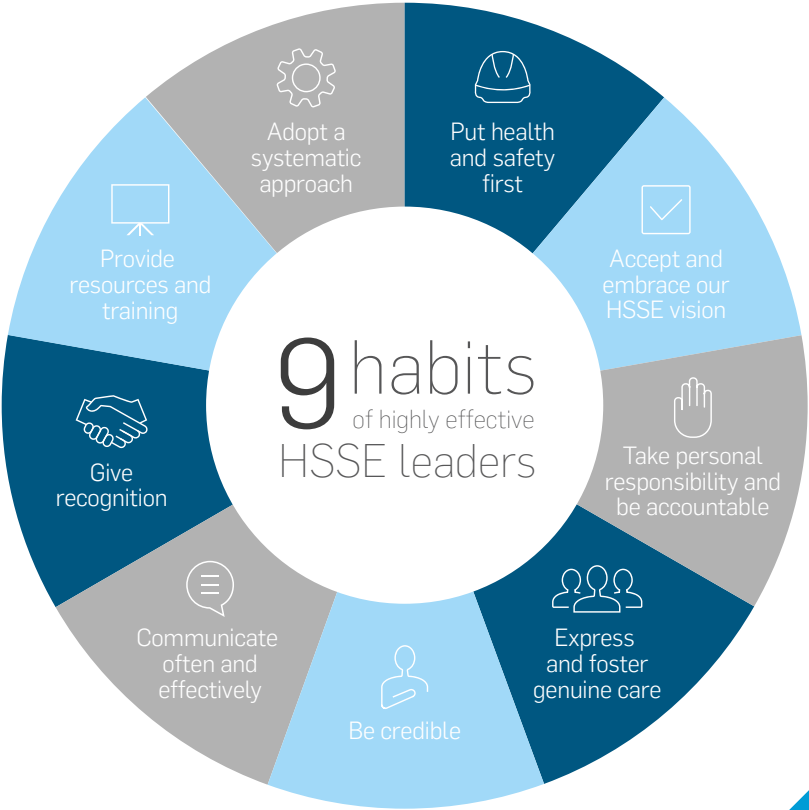 9 habits
of highly effective
HSSE leaders
Put health
and safety
first
Accept and
embrace our
HSSE vision
Take personal
responsibility and
be accountable
Express
and foster
genuine care
Be credible
Communicate
often and
effectively
Give
recognition
Provide
resources and
training
Adopt a
systematic
approach